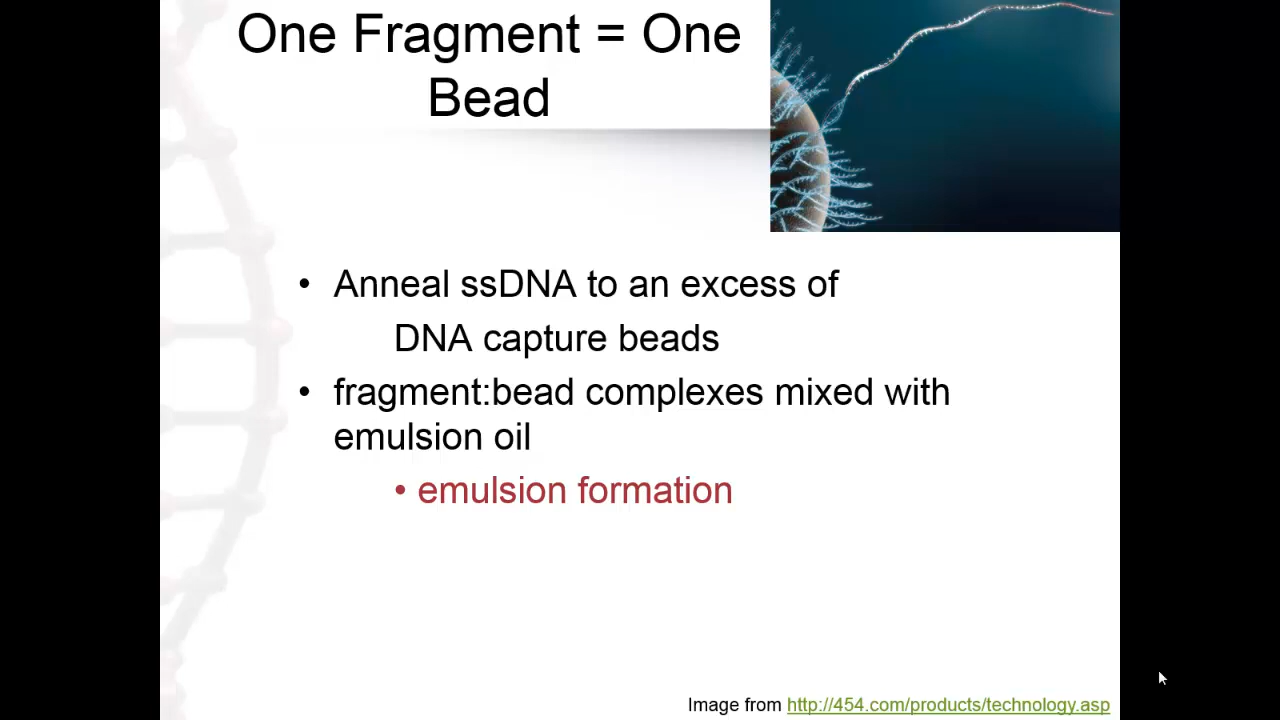 One Fragment = One
Bead
• Anneal ssDNA to an excess of
DNA capture beads
• fragment:bead complexes mixed with
emulsion oil
• emulsion formation
Image from http://454.com/products/technology.asp